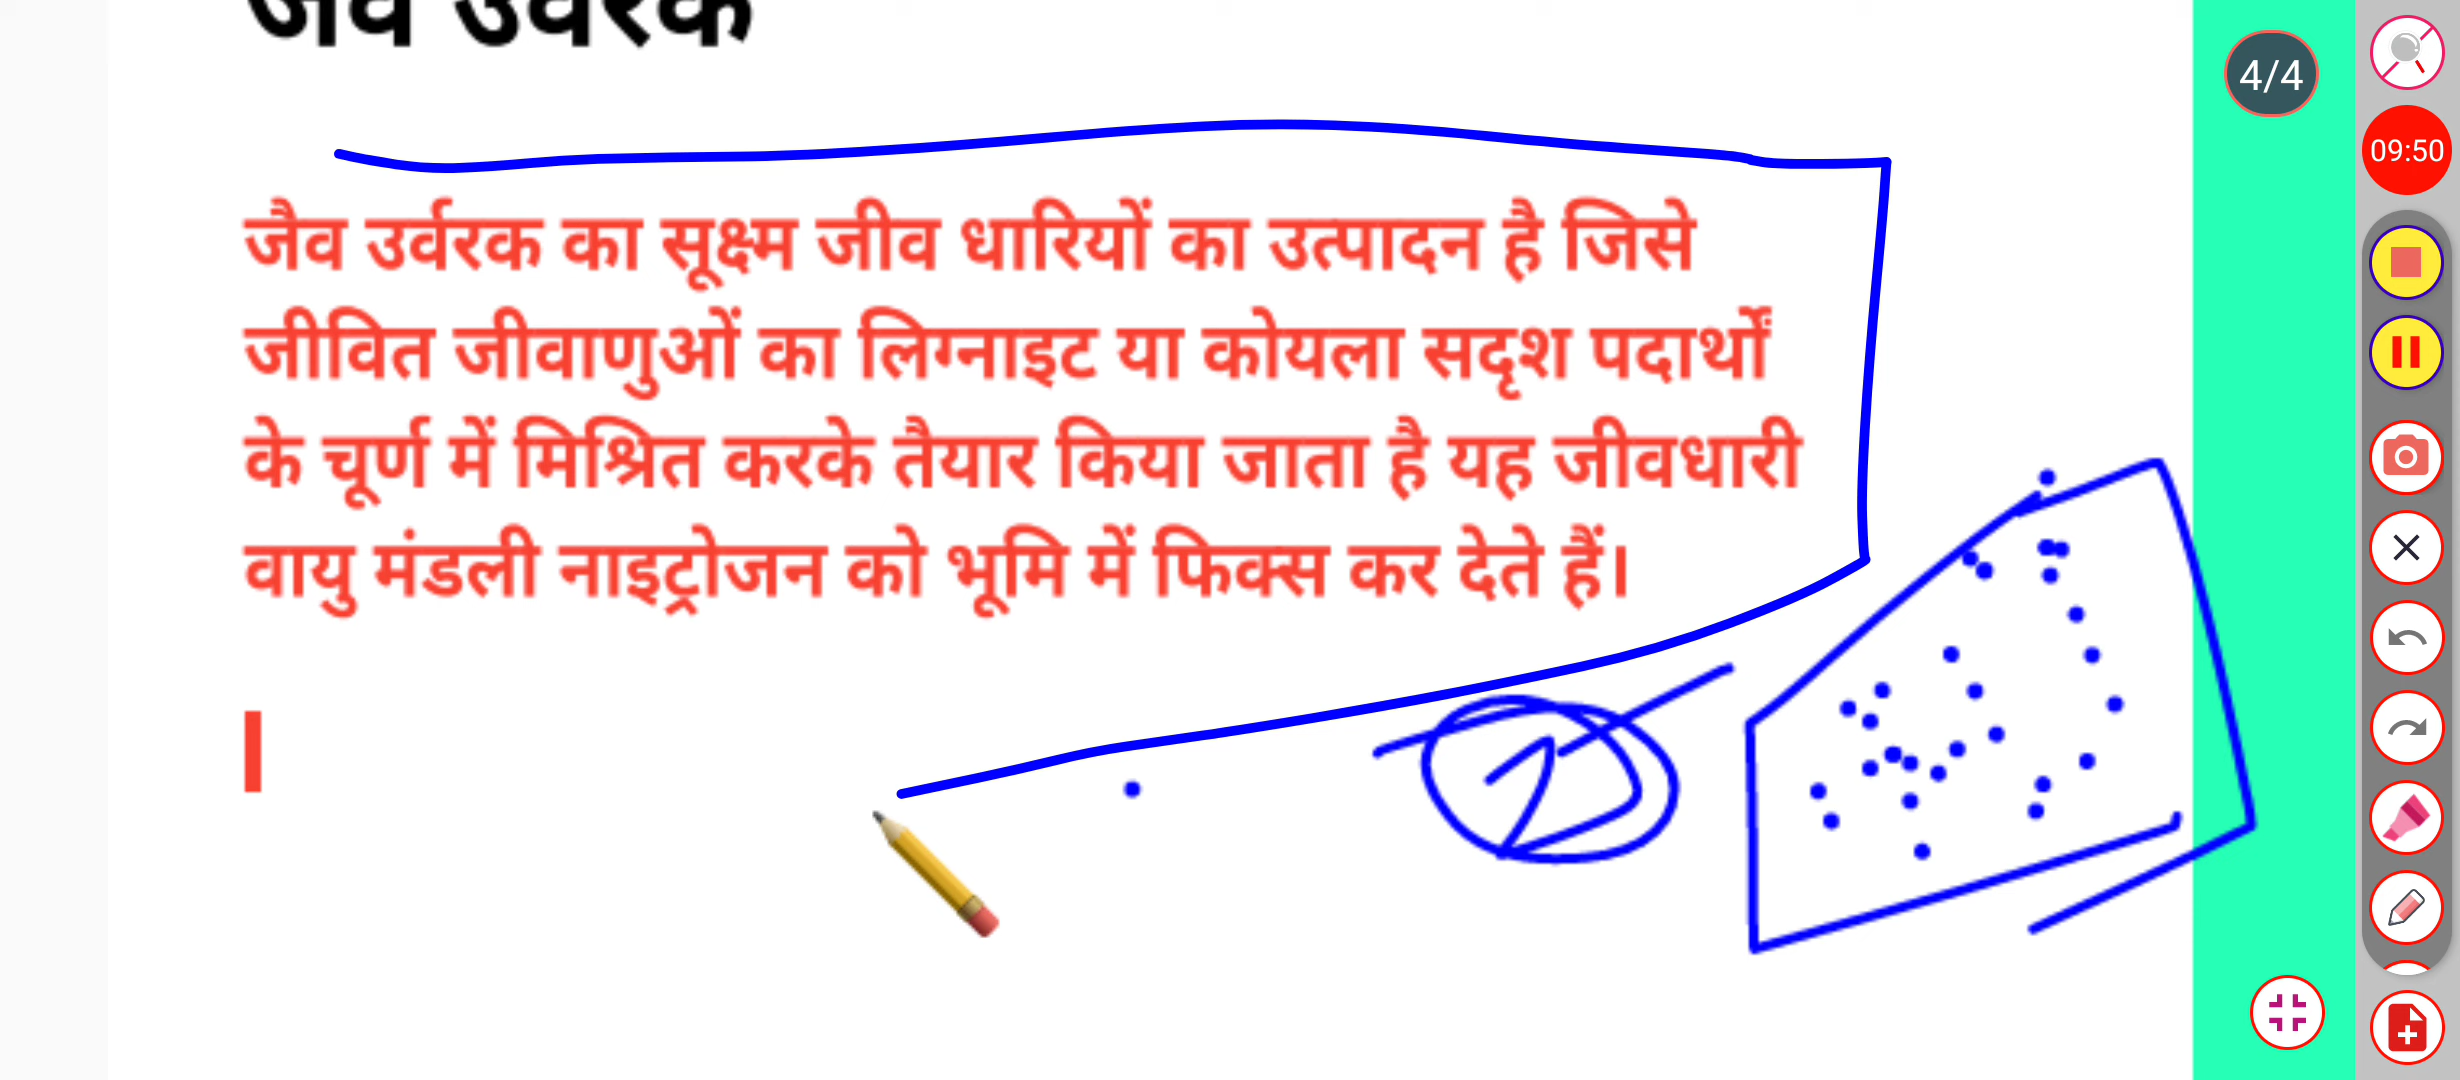 जैव उर्वरक
4/4
09:50
जैव उर्वरक का सूक्ष्म जीव धारियों का उत्पादन है जिसे
जीवित जीवाणुओं का लिग्नाइट या कोयला सदृश पदार्थों
के चूर्ण में मिश्रित करके तैयार किया जाता है यह जीवधारी
वायु मंडली नाइट्रोजन को भूमि में फिक्स कर देते हैं।